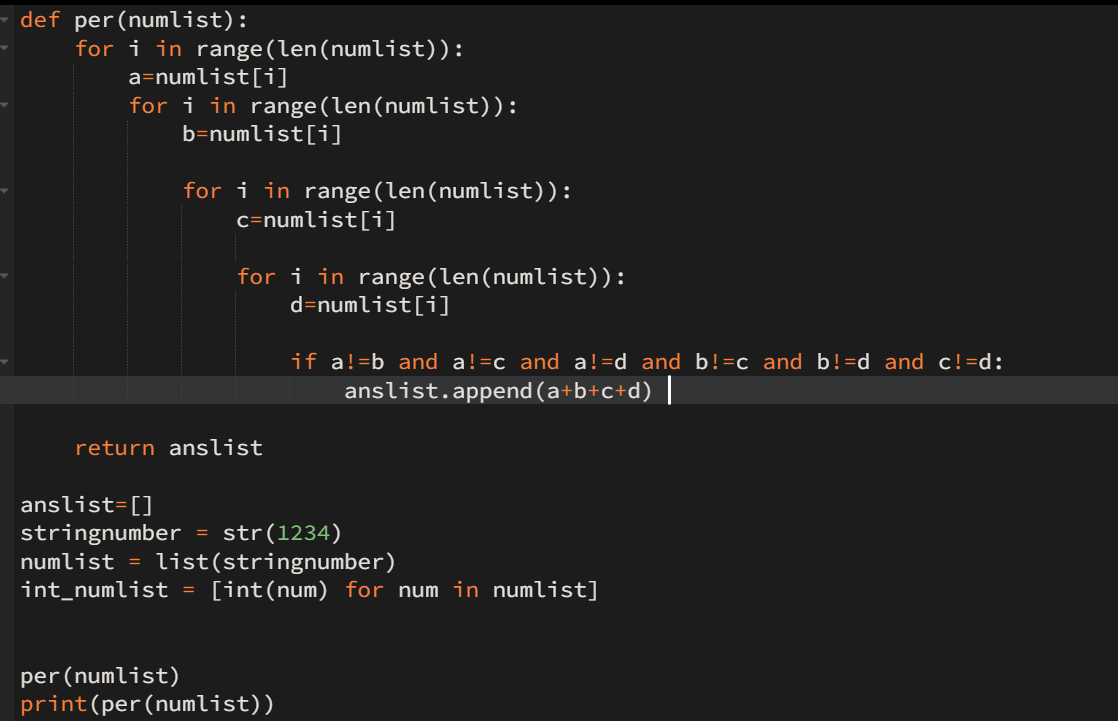 def per(numlist):
    for i in range(len(numlist)):
        a=numlist[i]
        for i in range(len(numlist)):
            b=numlist[i]
            for i in range(len(numlist)):
                c=numlist[i]
                for i in range(len(numlist)):
                    d=numlist[i]
                    if a!=b and a!=c and a!=d and b!=c and b!=d and c!=d:
                        anslist.append(a+b+c+d)
    return anslist
anslist=[]
stringnumber = str(1234)
numlist = list(stringnumber)
int_numlist = [int(num) for num in numlist]
per(numlist)
print(per(numlist))